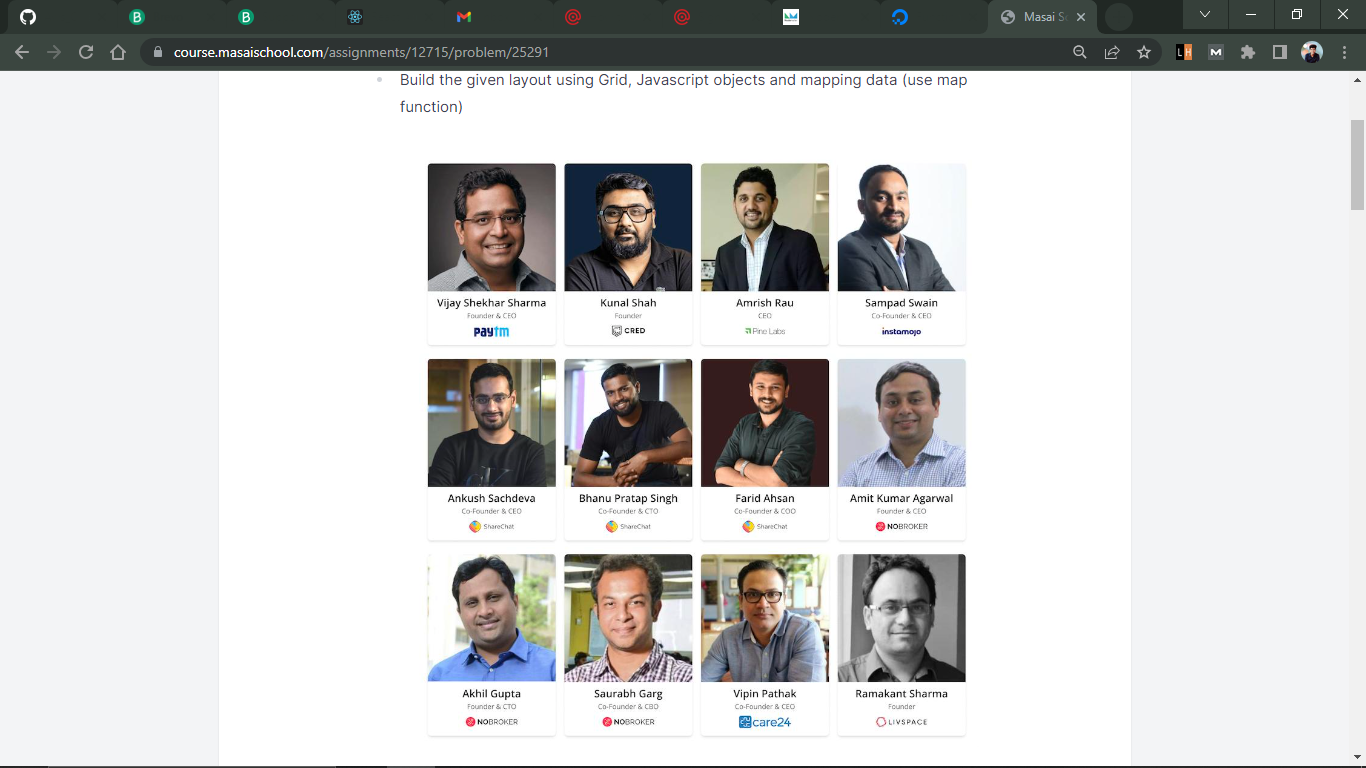 Masai Sc
course.masaischool.com/assignments/12715/problem/25291
Build the given layout using Grid, Javascript objects and mapping data (use map
function)
Vijay Shekhar Sharma
Founder & CEO
paytm
Kunal Shah
Founder
CRED
Amrish Rau
CEO
Pine Labs
Sampad Swain
Co-Founder & CEO
instamojo
Ankush Sachdeva
Co-Founder & CEO
ShareChat
Bhanu Pratap Singh
Co-Founder & CTO
ShareChat
Farid Ahsan
Co-Founder & COO
ShareChat
Amit Kumar Agarwal
Founder & CEO
NOBROKER
Akhil Gupta
Founder & CTO
NOBROKER
Saurabh Garg
Co-Founder & CBO
NOBROKER
Vipin Pathak
Co-Founder & CEO
care24
Ramakant Sharma
Founder
LIVSPACE